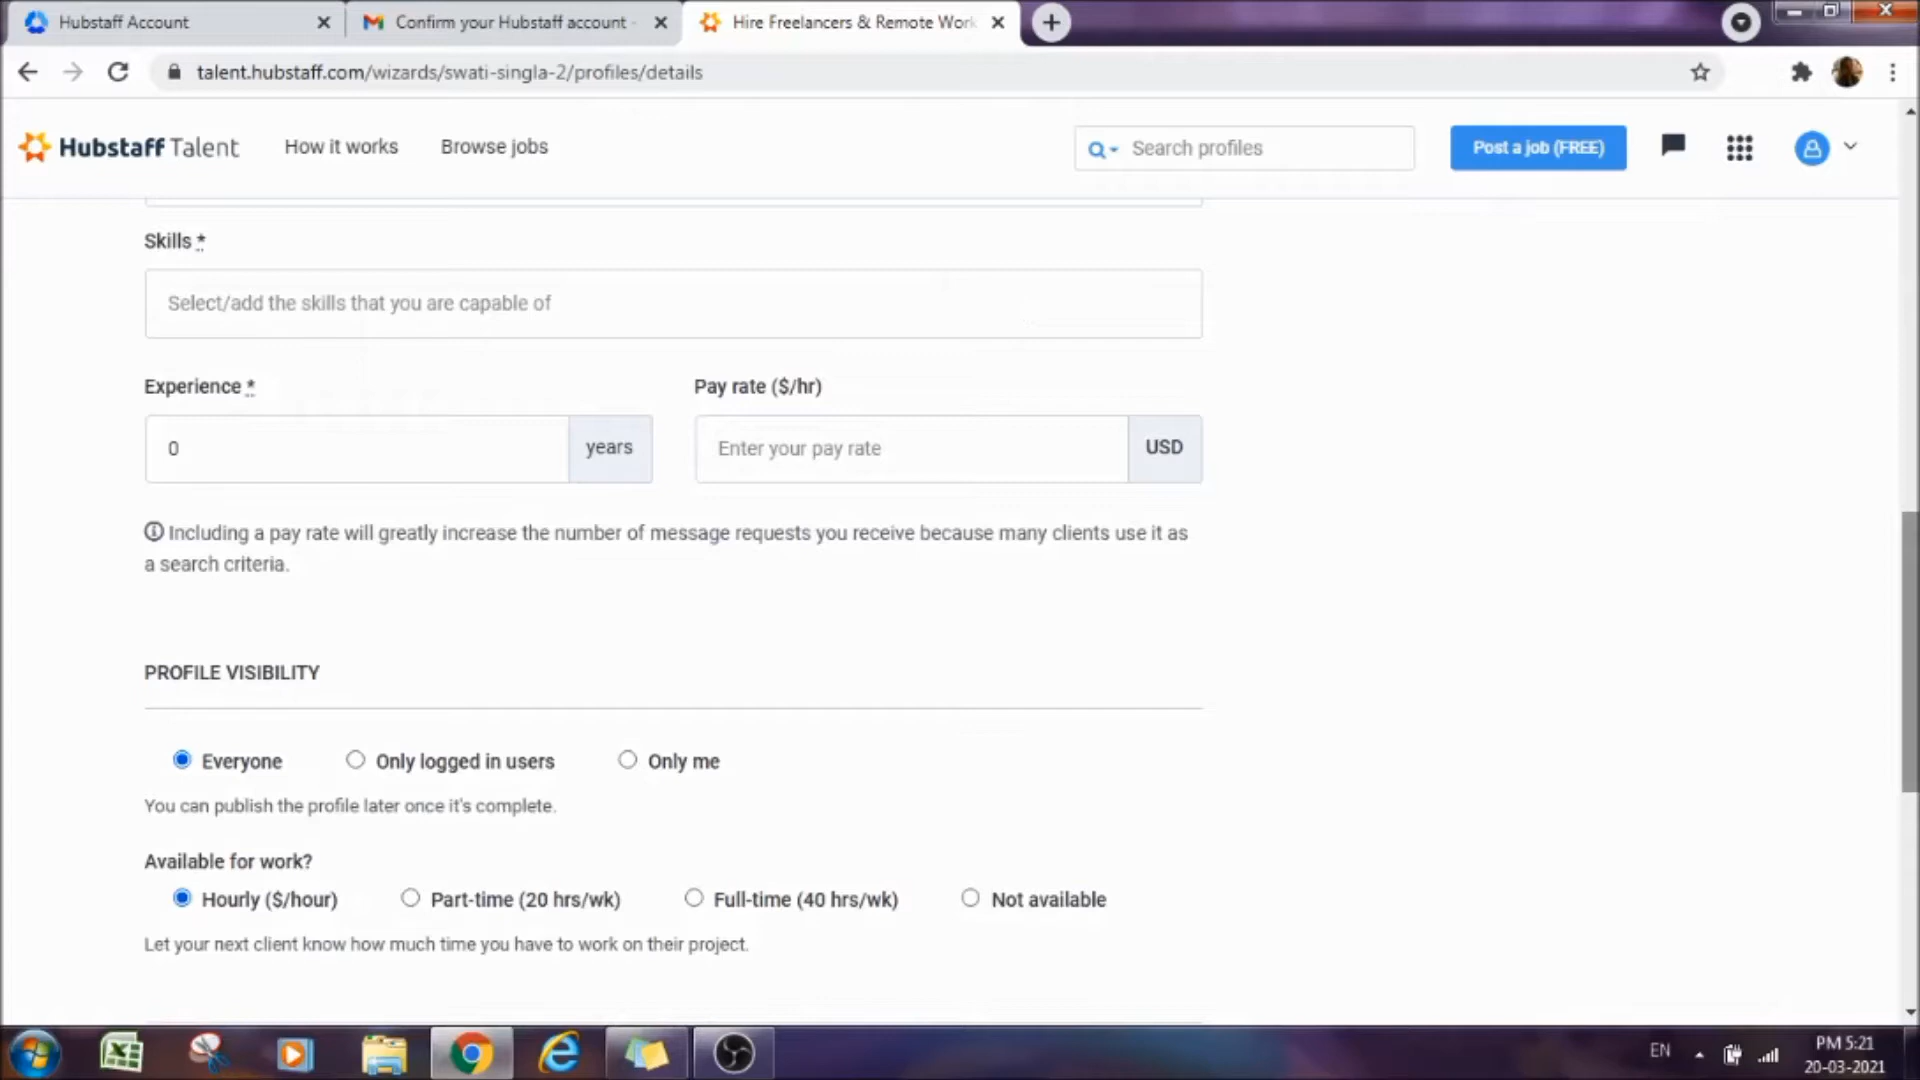 Hubstaff Account
Confirm your Hubstaff account -
Hire Freelancers & Remote Work
talent.hubstaff.com/wizards/swati-singla-2/profiles/details
Hubstaff Talent
How it works
Browse jobs
Search profiles
Post a job (FREE)
Skills *
Select/add the skills that you are capable of
Experience *
Pay rate ($/hr)
0
years
Enter your pay rate
USD
Including a pay rate will greatly increase the number of message requests you receive because many clients use it as
a search criteria.
PROFILE VISIBILITY
Everyone
Only logged in users
Only me
You can publish the profile later once it's complete.
Available for work?
Hourly ($/hour)
Part-time (20 hrs/wk)
Full-time (40 hrs/wk)
Not available
Let your next client know how much time you have to work on their project.
EN
PM 5:21
20-03-2021